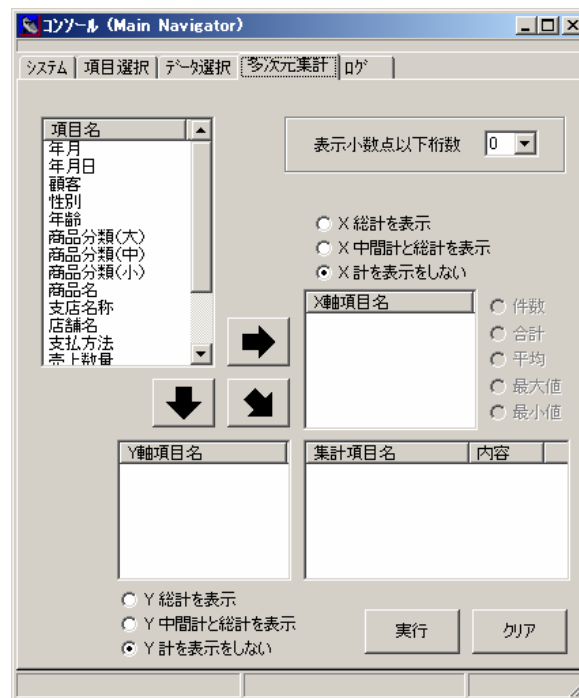 コンソール (Main Navigator)
システム 項目選択 データ選択 多次元集計 ログ
項目名
年月
年月日
顧客
性別
年齢
商品分類(大)
商品分類(中)
商品分類(小)
商品名
支店名称
店舗名
支払方法
売上数量
表示小数点以下桁数 0
X 総計を表示
X 中間計と総計を表示
X 計を表示をしない
X軸項目名
件数
合計
平均
最大値
最小値
Y軸項目名
集計項目名 内容
Y 総計を表示
Y 中間計と総計を表示
Y 計を表示をしない
実行 クリア